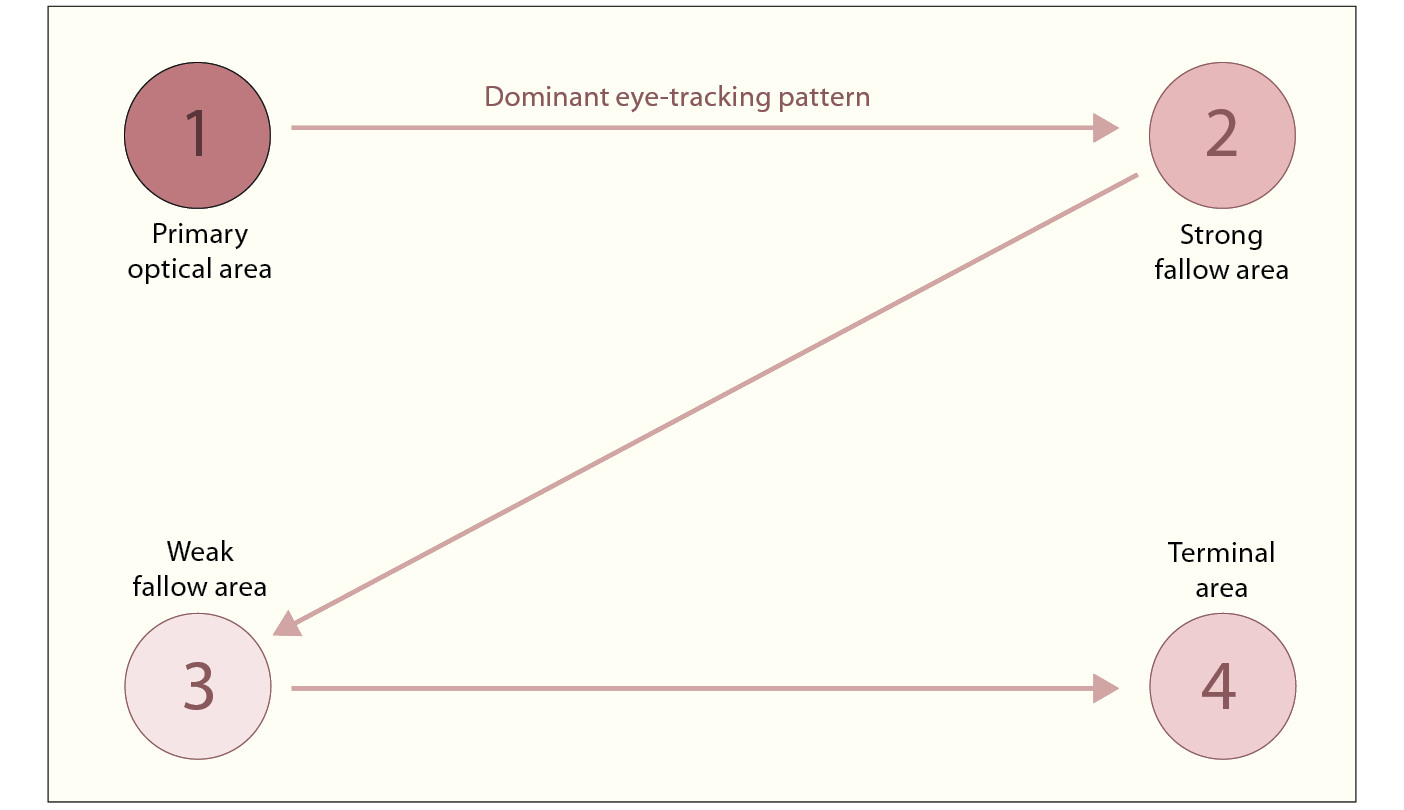 1
Dominant eye-tracking pattern
2
Primary
optical area
Strong
fallow area
Weak
fallow area
3
Terminal
area
4